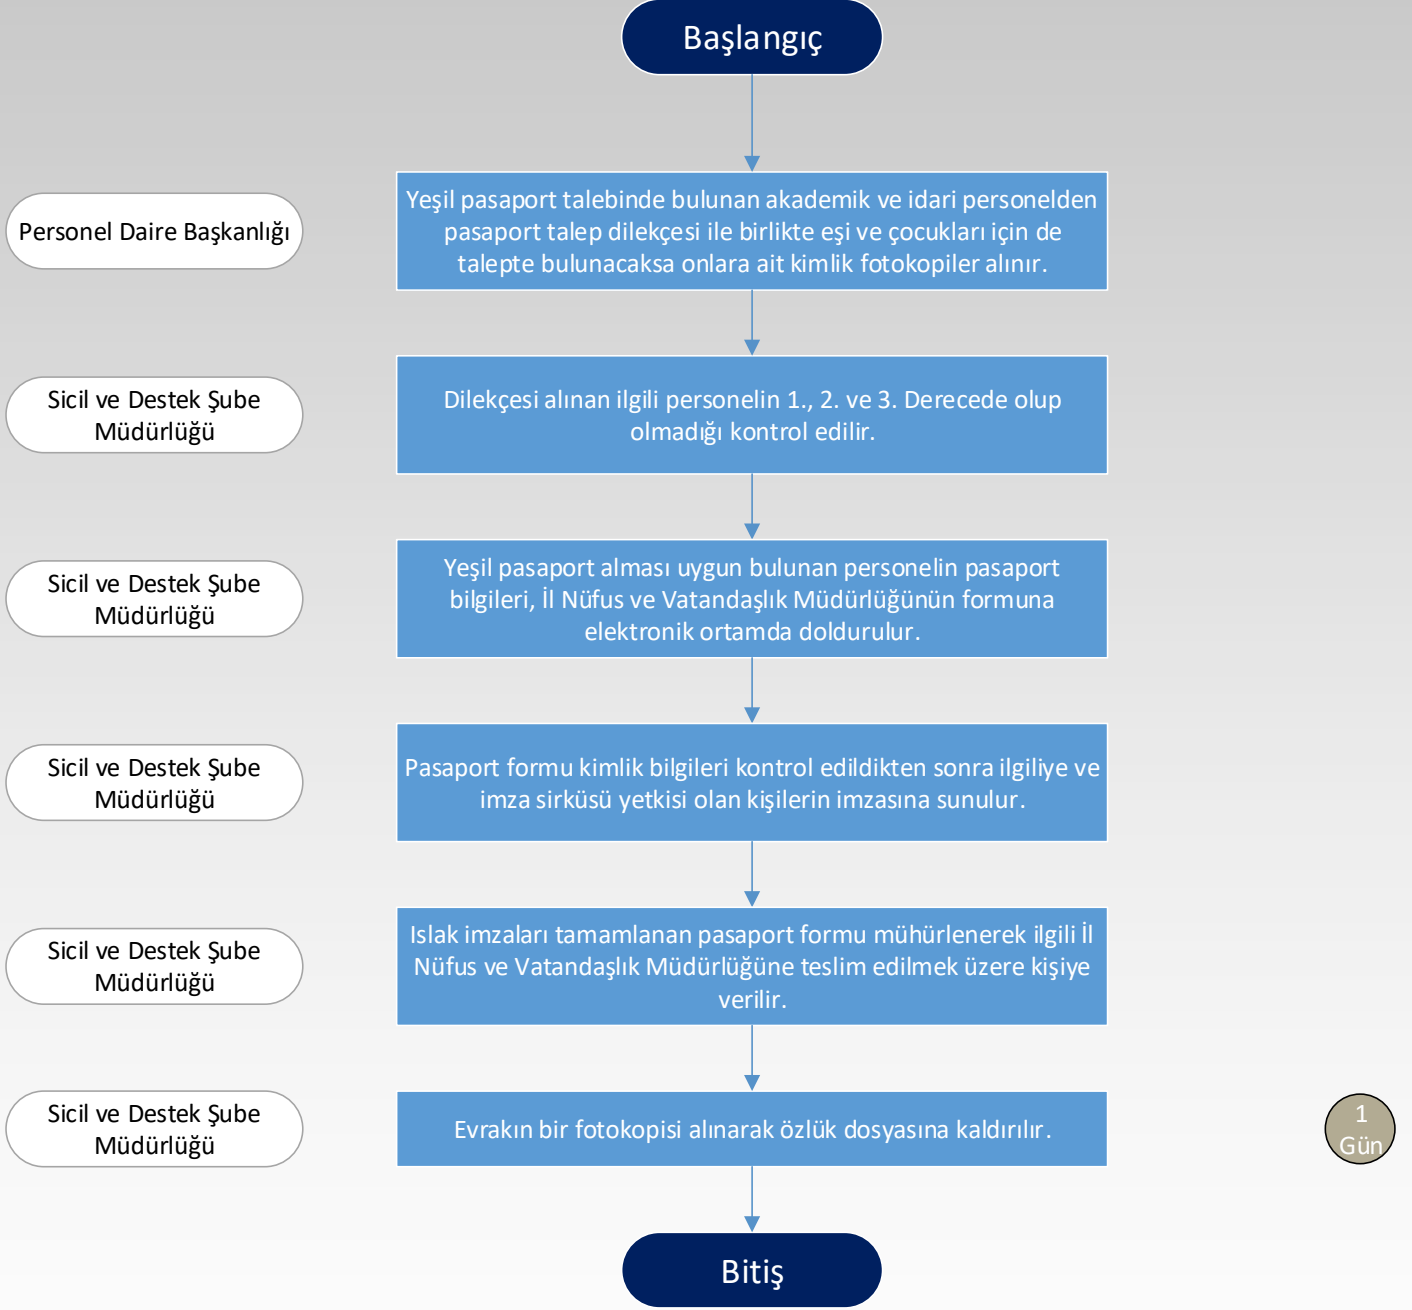 Başlangıç
Personel Daire Başkanlığı
Yeşil pasaport talebinde bulunan akademik ve idari personelden
pasaport talep dilekçesi ile birlikte eşi ve çocukları için de
talepte bulunacaksa onlara ait kimlik fotokopiler alınır.
Sicil ve Destek Şube
Müdürlüğü
Dilekçesi alınan ilgili personelin 1., 2. ve 3. Derecede olup
olmadığı kontrol edilir.
Sicil ve Destek Şube
Müdürlüğü
Yeşil pasaport alması uygun bulunan personelin pasaport
bilgileri, İl Nüfus ve Vatandaşlık Müdürlüğünün formuna
elektronik ortamda doldurulur.
Sicil ve Destek Şube
Müdürlüğü
Pasaport formu kimlik bilgileri kontrol edildikten sonra ilgiliye ve
imza sirküsü yetkisi olan kişilerin imzasına sunulur.
Sicil ve Destek Şube
Müdürlüğü
Islak imzaları tamamlanan pasaport formu mühürlenerek ilgili İl
Nüfus ve Vatandaşlık Müdürlüğüne teslim edilmek üzere kişiye
verilir.
Sicil ve Destek Şube
Müdürlüğü
Evrakın bir fotokopisi alınarak özlük dosyasına kaldırılır.
1
Gün
Bitiş